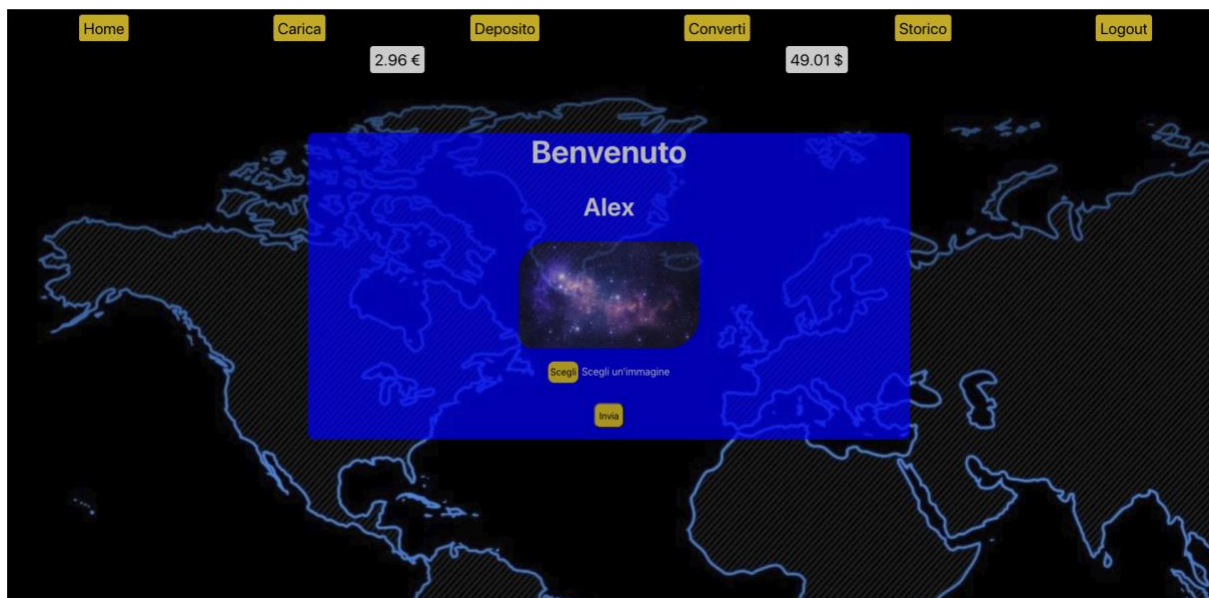 Home Carica Deposito Converti Storico Logout
2.96 € 49.01 $
Benvenuto
Alex
Scegli Scegli un'immagine
Invia